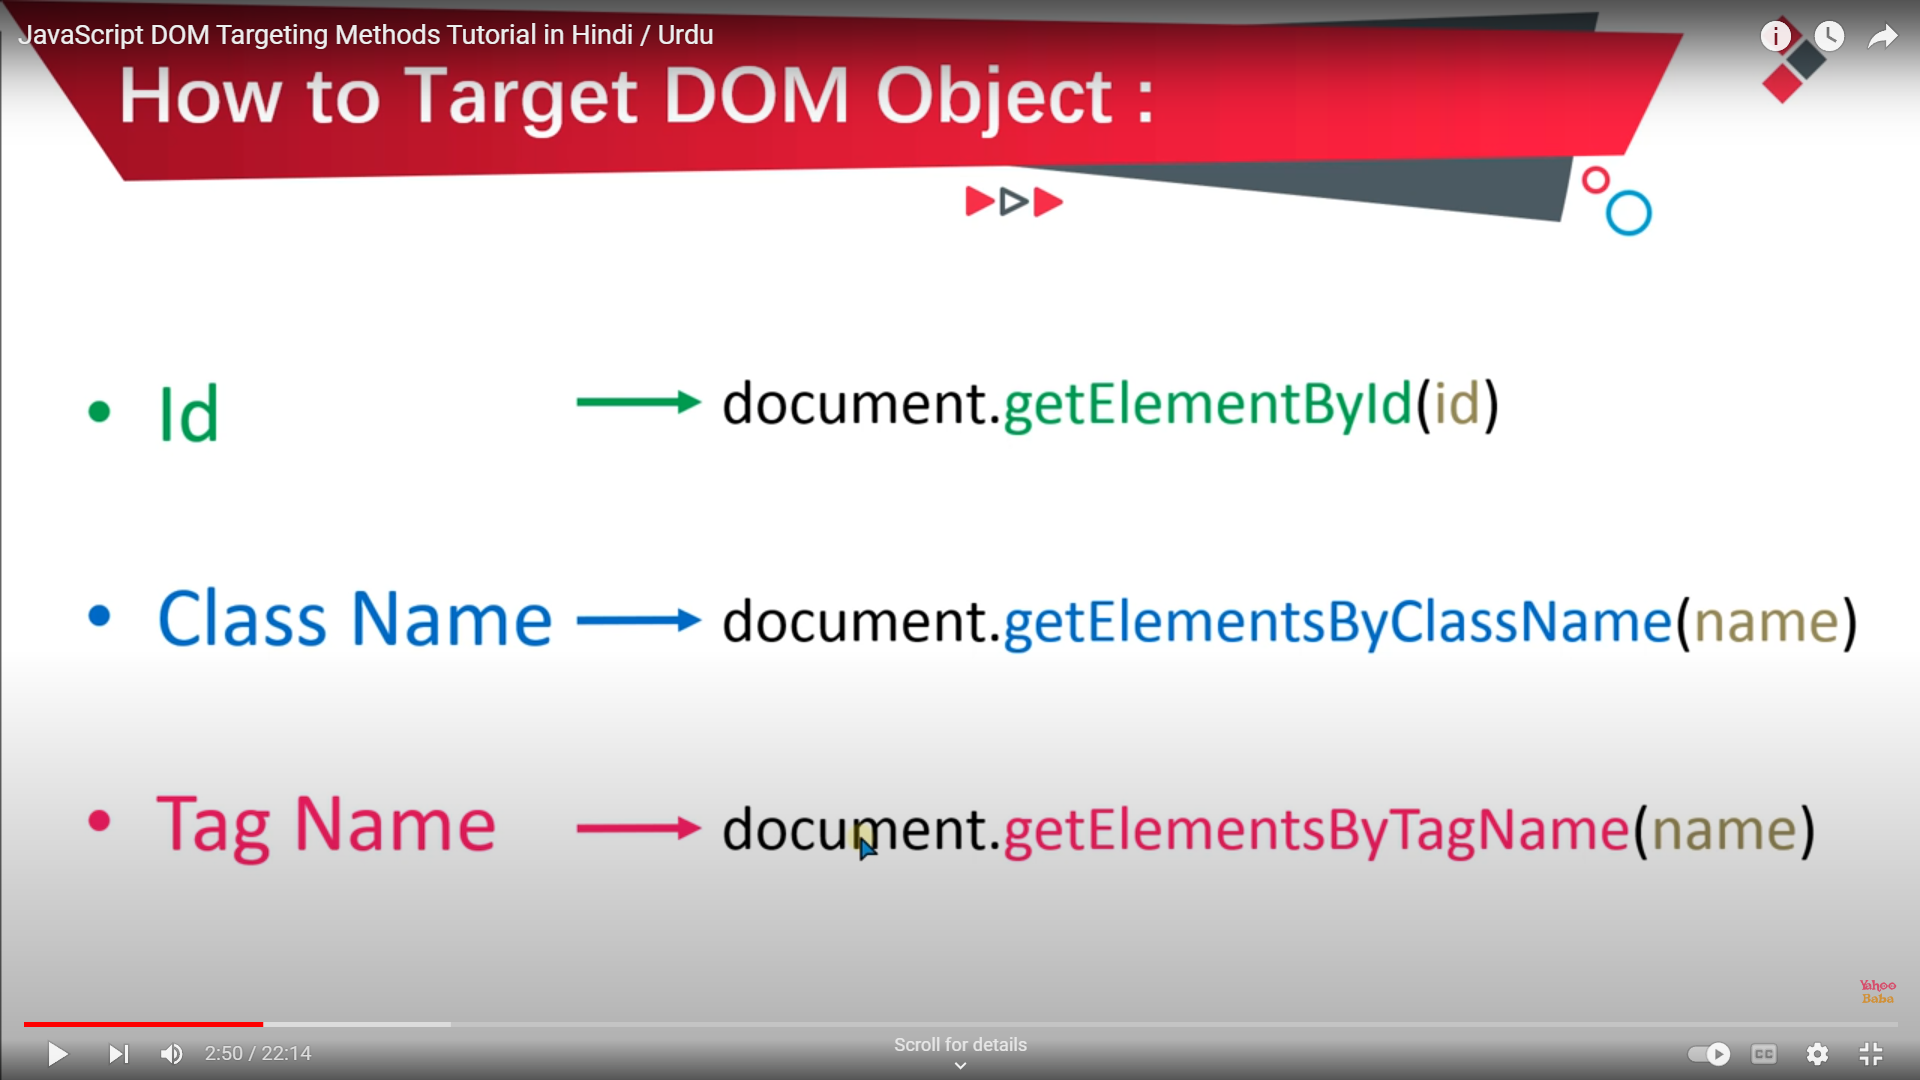 JavaScript DOM Targeting Methods Tutorial in Hindi / Urdu
How to Target DOM Object :
• Id → document.getElementById(id)
• Class Name → document.getElementsByClassName(name)
• Tag Name → document.getElementsByTagName(name)
Yahoo
Baba
2:50 / 22:14
Scroll for details
CC